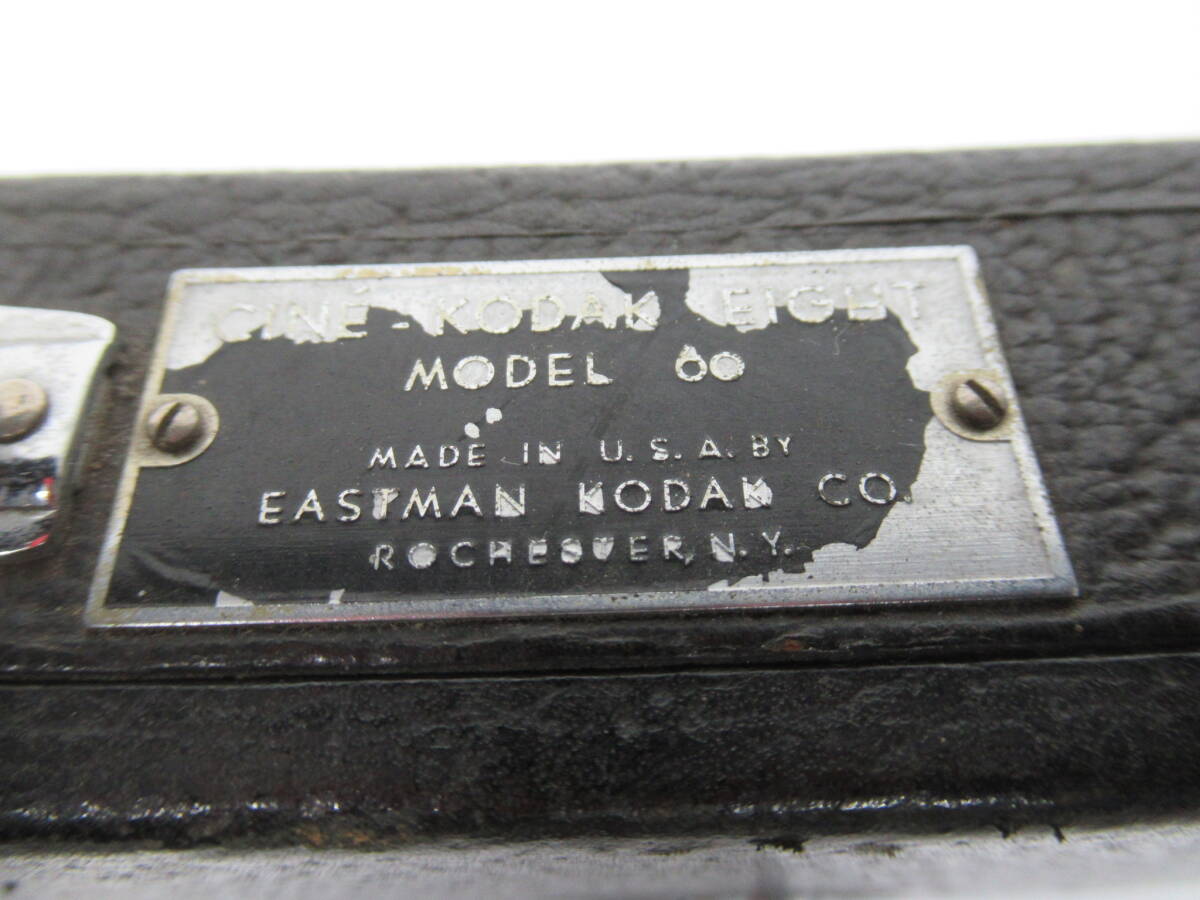 CINÉ-KODAK EIGHT
MODEL 60
MADE IN U.S.A. BY
EASTMAN KODAK CO.
ROCHESTER, N.Y.